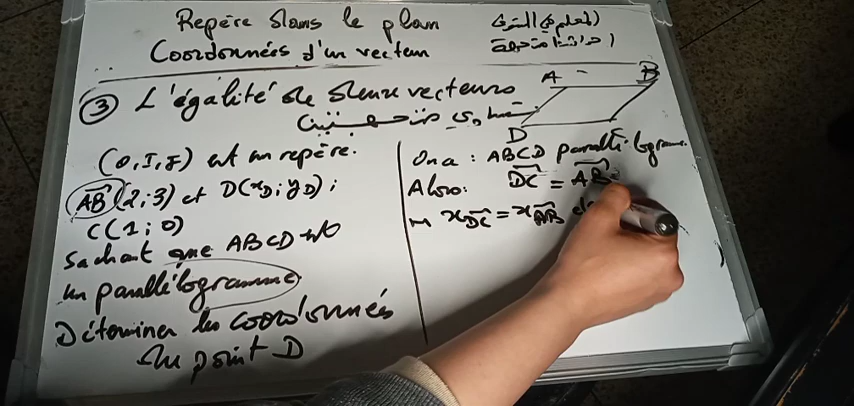 Repère dans le plan
Coordonnées d'un vecteur
③ L'égalité de deux vecteurs
A B
D
(O, I, J) est un repère.
AB(2; 3) et D(xD; yD);
C(1; 0)
Sachant que ABCD est
un parallélogramme
Déterminer les coordonnés
du point D
On a : ABCD parallélogramme.
Alors: DC = AB
xDC = xAB